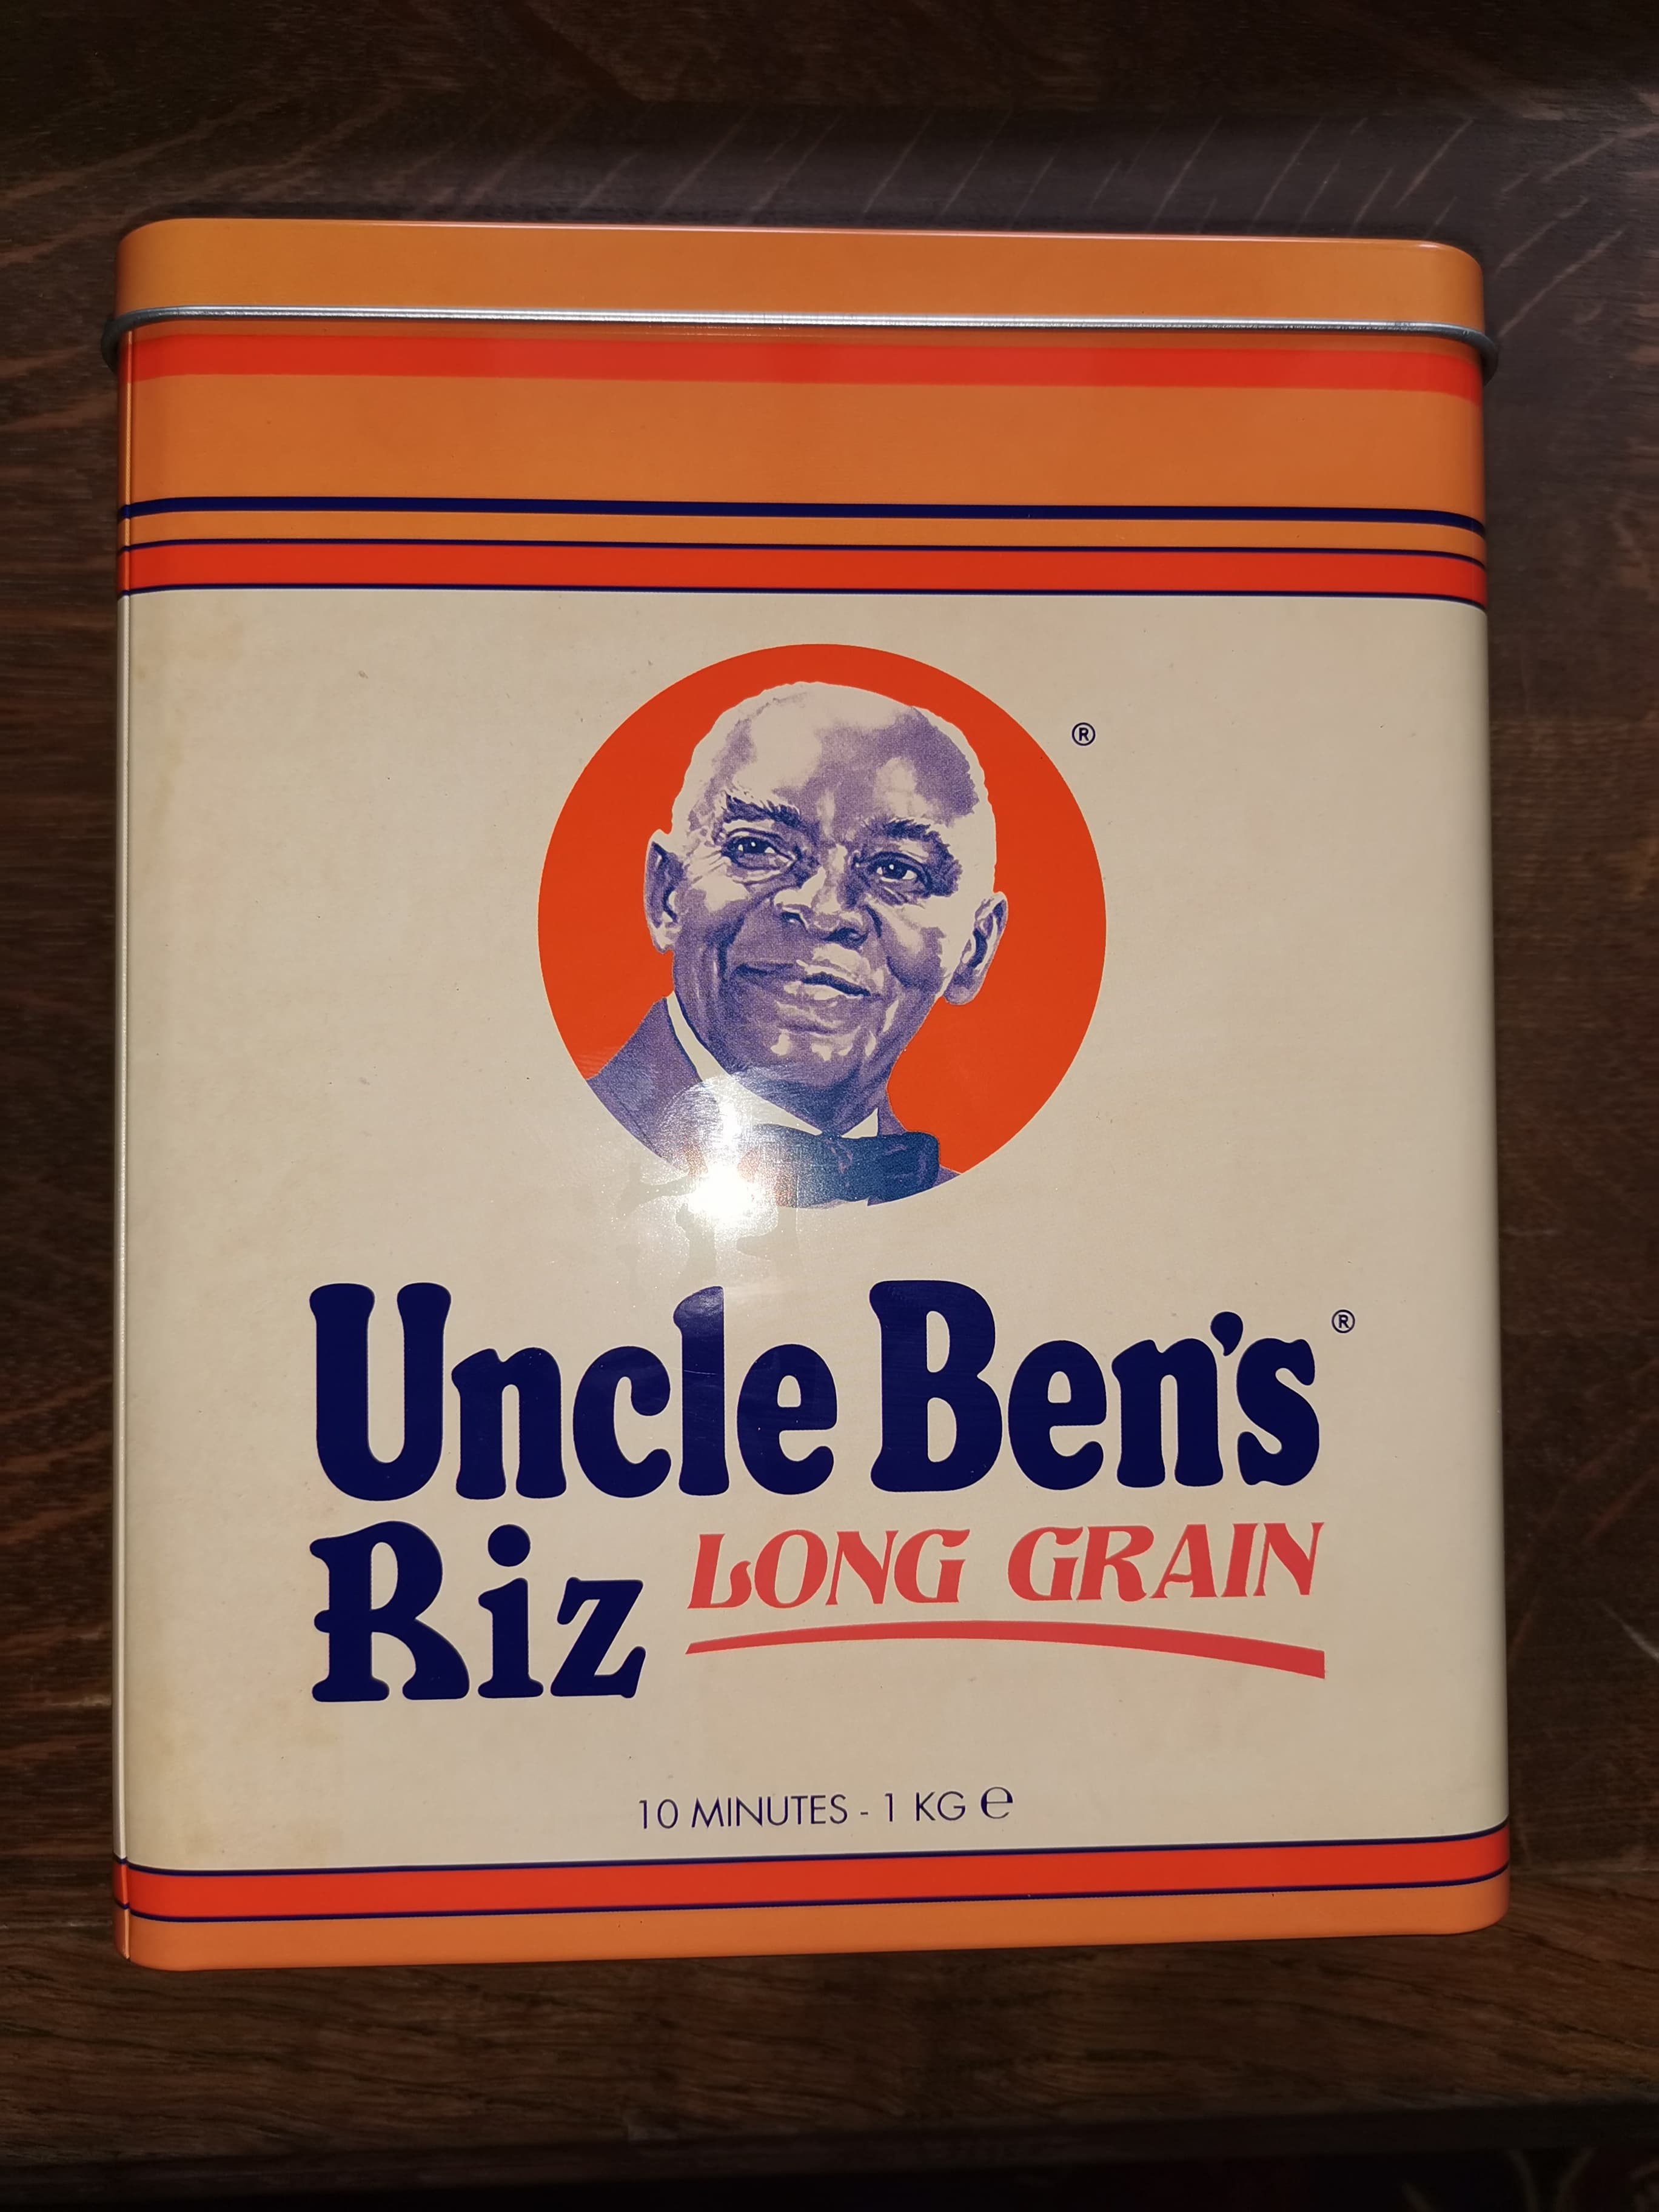 ®
Uncle Ben's®
Riz LONG GRAIN
10 MINUTES - 1 KG ℮